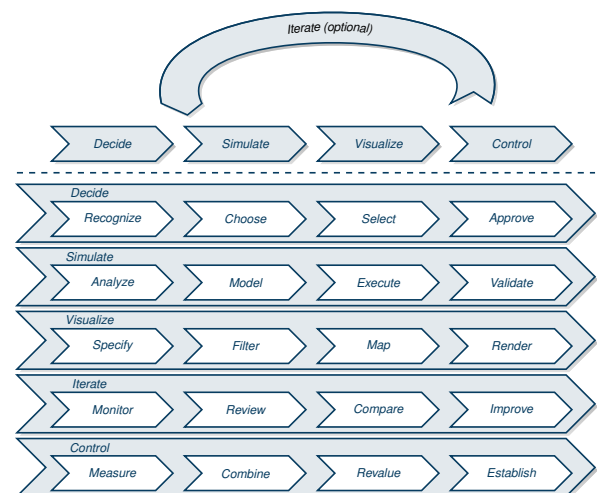 Iterate (optional)
Decide Simulate Visualize Control
Decide
Recognize Choose Select Approve
Simulate
Analyze Model Execute Validate
Visualize
Specify Filter Map Render
Iterate
Monitor Review Compare Improve
Control
Measure Combine Revalue Establish